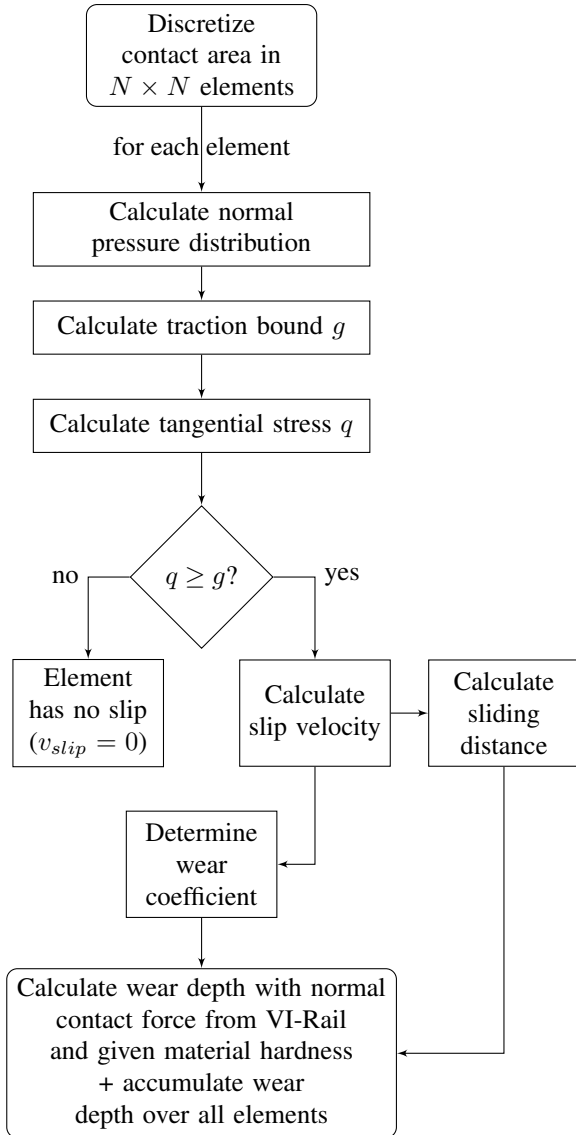 Discretize
contact area in
N × N elements
for each element
Calculate normal
pressure distribution
Calculate traction bound g
Calculate tangential stress q
q ≥ g?
no
yes
Element
has no slip
(v_{slip} = 0)
Calculate
slip velocity
Calculate
sliding
distance
Determine
wear
coefficient
Calculate wear depth with normal
contact force from VI-Rail
and given material hardness
+ accumulate wear
depth over all elements